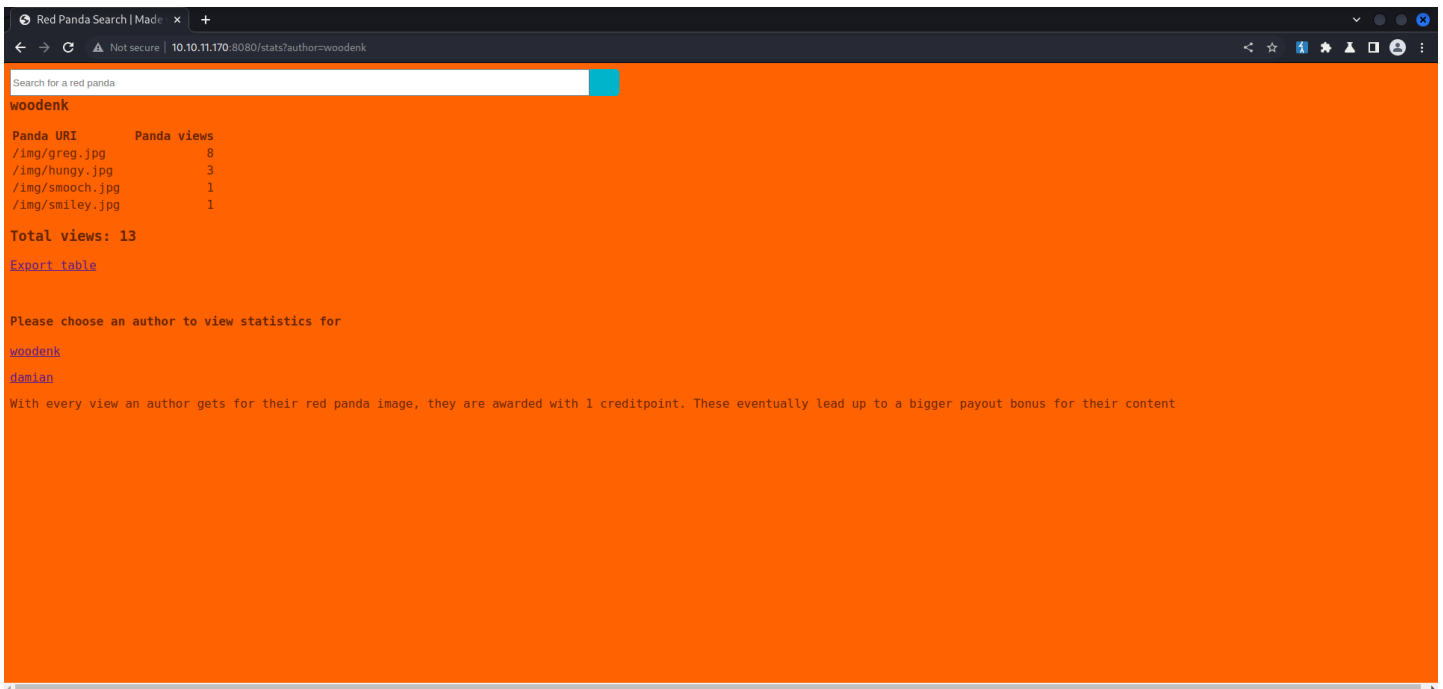 Red Panda Search | Made
Not secure | 10.10.11.170:8080/stats?author=woodenk
Search for a red panda
woodenk
Panda URI Panda views
/img/greg.jpg 8
/img/hungy.jpg 3
/img/smooch.jpg 1
/img/smiley.jpg 1
Total views: 13
Export table
Please choose an author to view statistics for
woodenk
damian
With every view an author gets for their red panda image, they are awarded with 1 creditpoint. These eventually lead up to a bigger payout bonus for their content